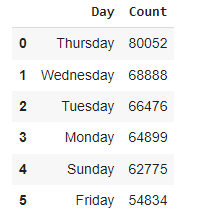 Day Count
0 Thursday 80052
1 Wednesday 68888
2 Tuesday 66476
3 Monday 64899
4 Sunday 62775
5 Friday 54834